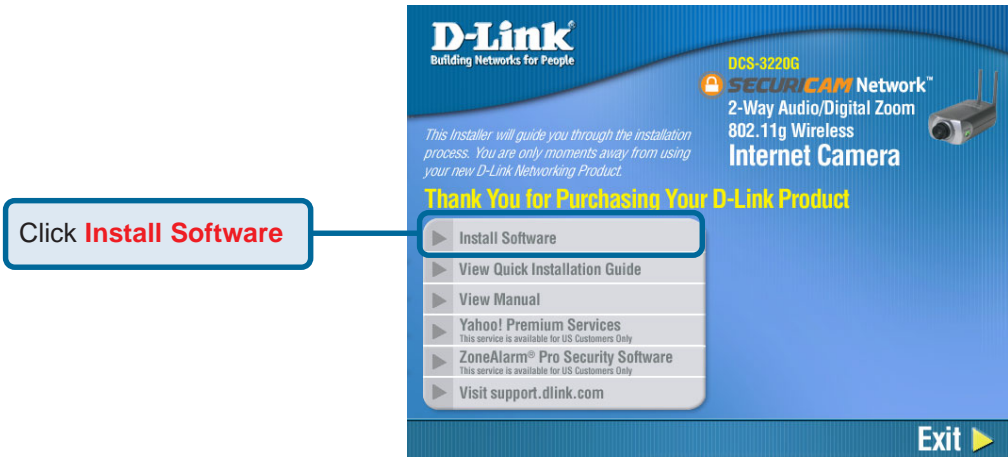 D-Link
Building Networks for People
DCS-3220G
SECURICAM Network™
2-Way Audio/Digital Zoom
802.11g Wireless
Internet Camera
This Installer will guide you through the installation
process. You are only moments away from using
your new D-Link Networking Product.
Thank You for Purchasing Your D-Link Product
Click Install Software
Install Software
View Quick Installation Guide
View Manual
Yahoo! Premium Services
This service is available for US Customers Only
ZoneAlarm® Pro Security Software
This service is available for US Customers Only
Visit support.dlink.com
Exit